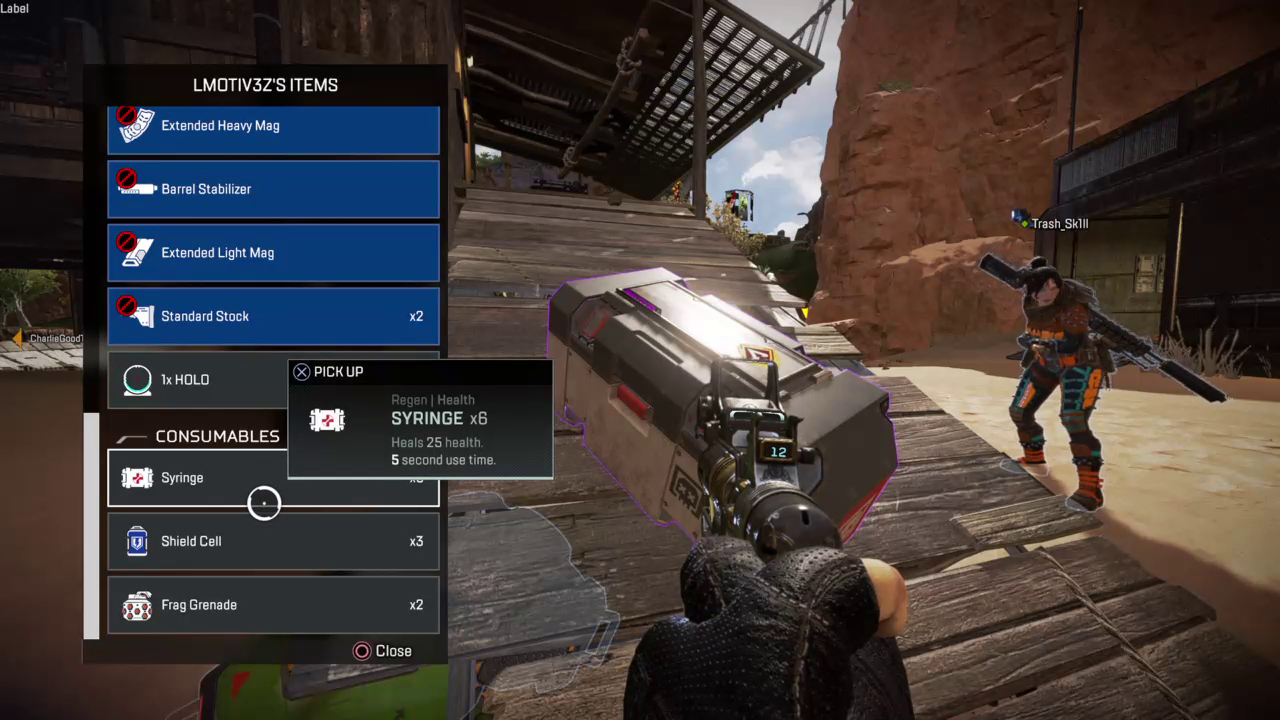 Label
LMOTIV3Z'S ITEMS
Extended Heavy Mag
Barrel Stabilizer
Extended Light Mag
Standard Stock x2
1x HOLO
PICK UP
Regen | Health
SYRINGE x6
Heals 25 health.
5 second use time.
CONSUMABLES
Syringe
Shield Cell x3
Frag Grenade x2
Close
Trash_Sk1ll
CharlieGood
12